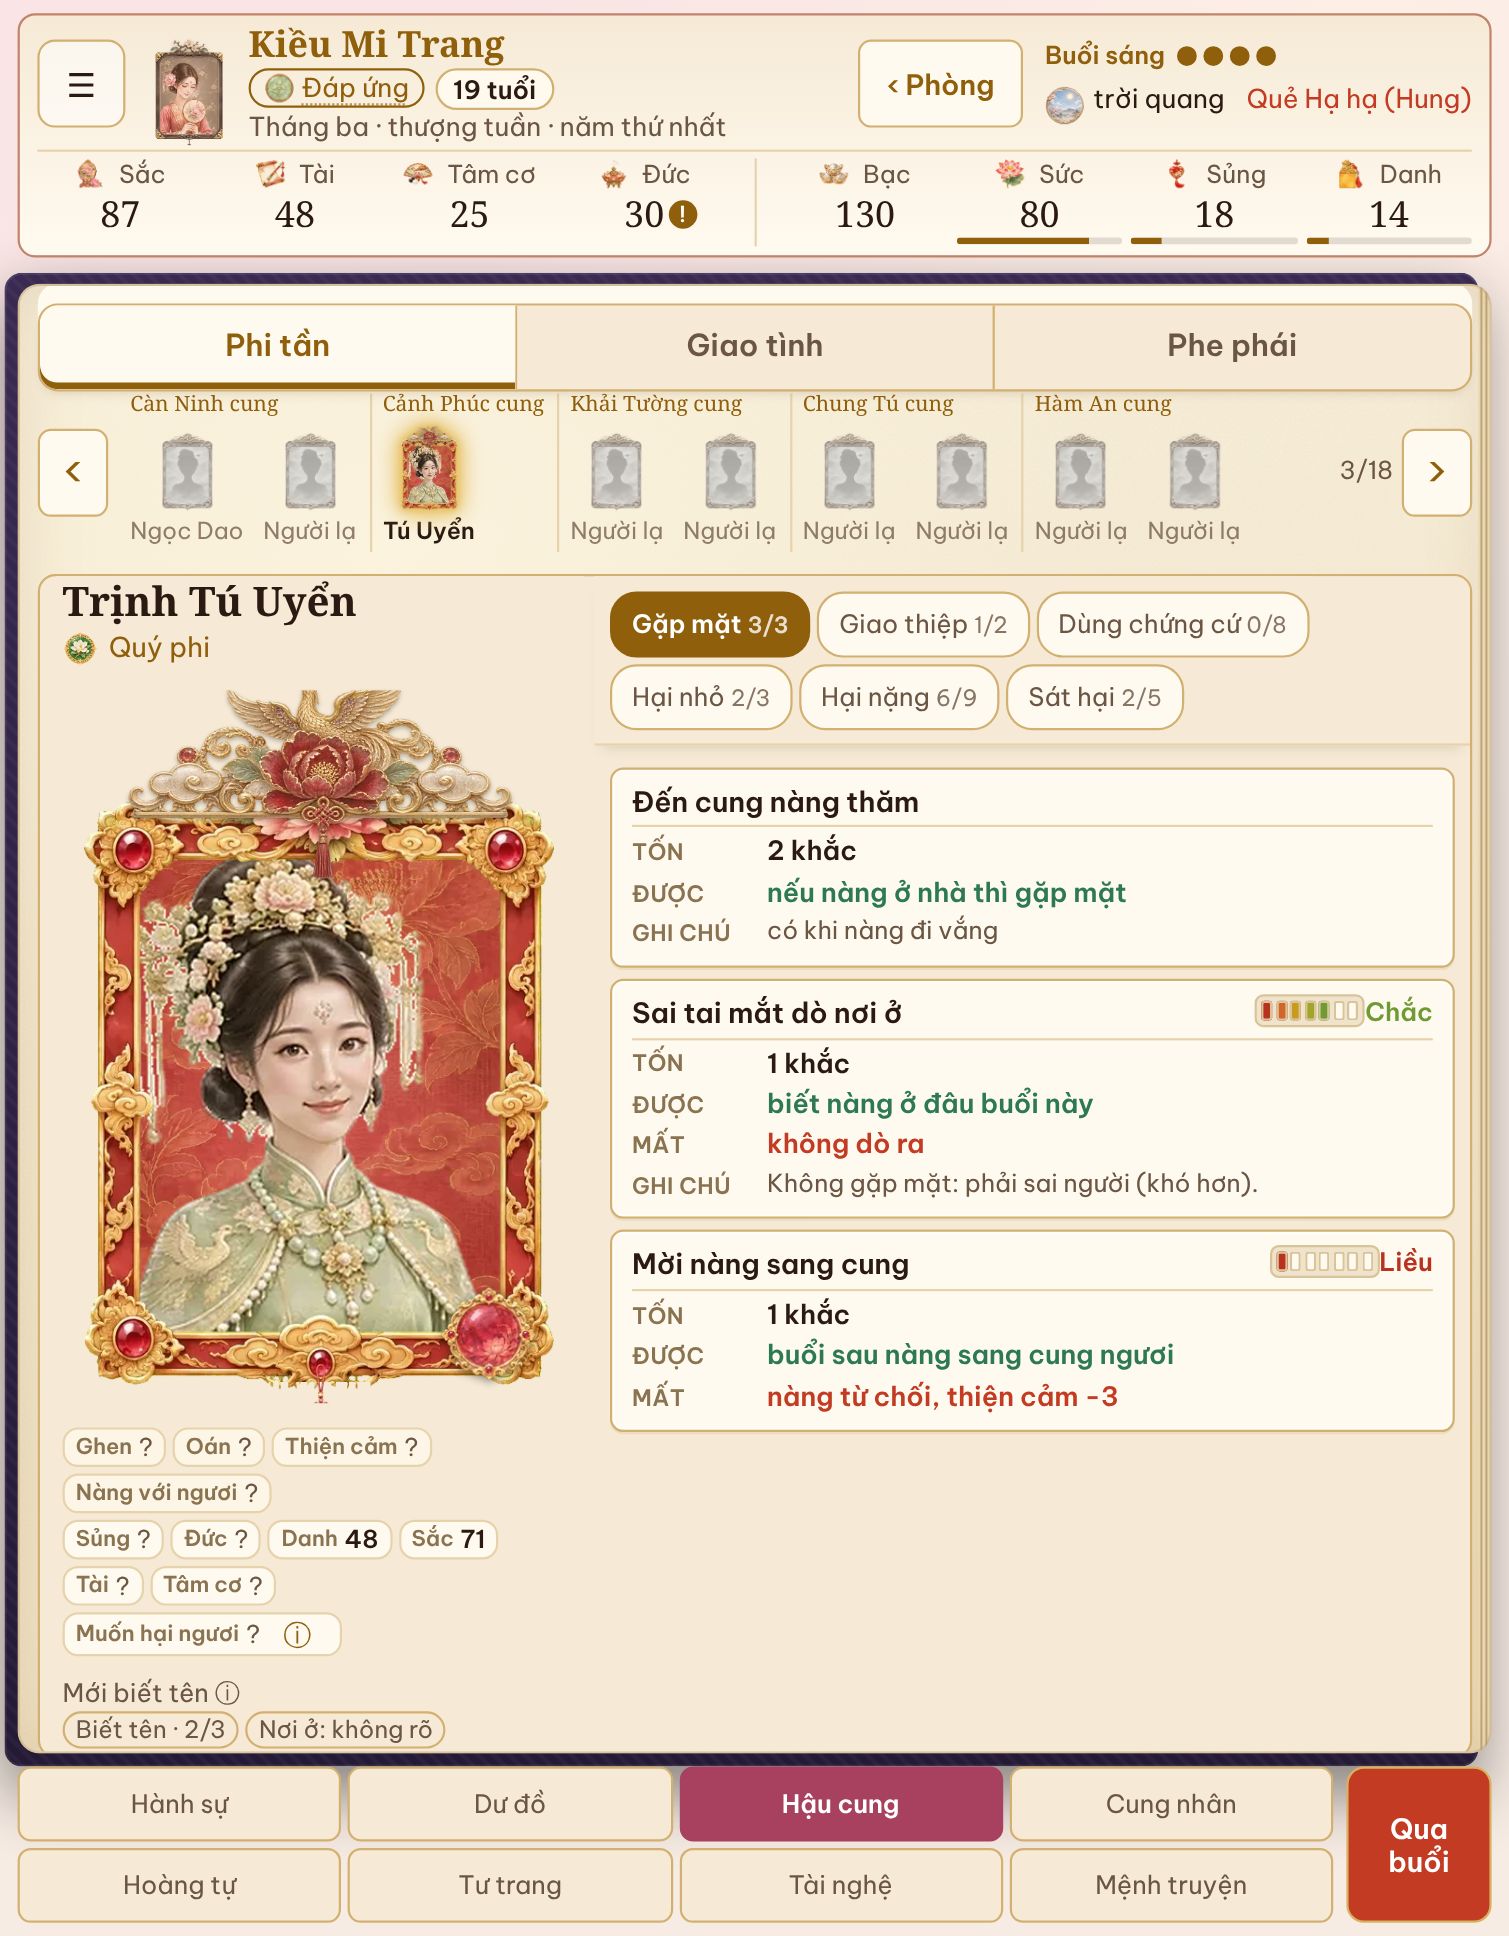 ☰
Kiều Mi Trang
Đáp ứng
19 tuổi
Tháng ba · thượng tuần · năm thứ nhất
‹ Phòng
Buổi sáng
trời quang Quẻ Hạ hạ (Hung)
Sắc Tài Tâm cơ Đức Bạc Sức Sủng Danh
87 48 25 30 ! 130 80 18 14
Phi tần Giao tình Phe phái
Càn Ninh cung Cảnh Phúc cung Khải Tường cung Chung Tú cung Hàm An cung
‹ 3/18 ›
Ngọc Dao Người lạ Tú Uyển Người lạ Người lạ Người lạ Người lạ Người lạ Người lạ
Trịnh Tú Uyển
Quý phi
Ghen ? Oán ? Thiện cảm ?
Nàng với ngươi ?
Sủng ? Đức ? Danh 48 Sắc 71
Tài ? Tâm cơ ?
Muốn hại ngươi ? ⓘ
Mới biết tên ⓘ
Biết tên · 2/3 Nơi ở: không rõ
Gặp mặt 3/3 Giao thiệp 1/2 Dùng chứng cứ 0/8
Hại nhỏ 2/3 Hại nặng 6/9 Sát hại 2/5
Đến cung nàng thăm
TỐN 2 khắc
ĐƯỢC nếu nàng ở nhà thì gặp mặt
GHI CHÚ có khi nàng đi vắng
Sai tai mắt dò nơi ở Chắc
TỐN 1 khắc
ĐƯỢC biết nàng ở đâu buổi này
MẤT không dò ra
GHI CHÚ Không gặp mặt: phải sai người (khó hơn).
Mời nàng sang cung Liều
TỐN 1 khắc
ĐƯỢC buổi sau nàng sang cung ngươi
MẤT nàng từ chối, thiện cảm -3
Hành sự Dư đồ Hậu cung Cung nhân
Hoàng tự Tư trang Tài nghệ Mệnh truyện
Qua
buổi